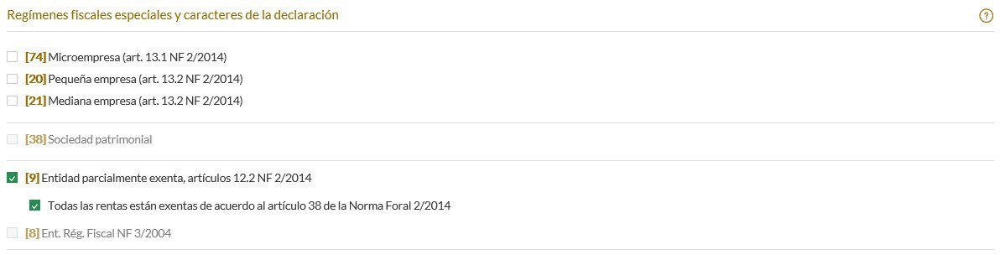 Regímenes fiscales especiales y caracteres de la declaración ?
[74] Microempresa (art. 13.1 NF 2/2014)
[20] Pequeña empresa (art. 13.2 NF 2/2014)
[21] Mediana empresa (art. 13.2 NF 2/2014)
[38] Sociedad patrimonial
[9] Entidad parcialmente exenta, artículos 12.2 NF 2/2014
Todas las rentas están exentas de acuerdo al artículo 38 de la Norma Foral 2/2014
[8] Ent. Rég. Fiscal NF 3/2004